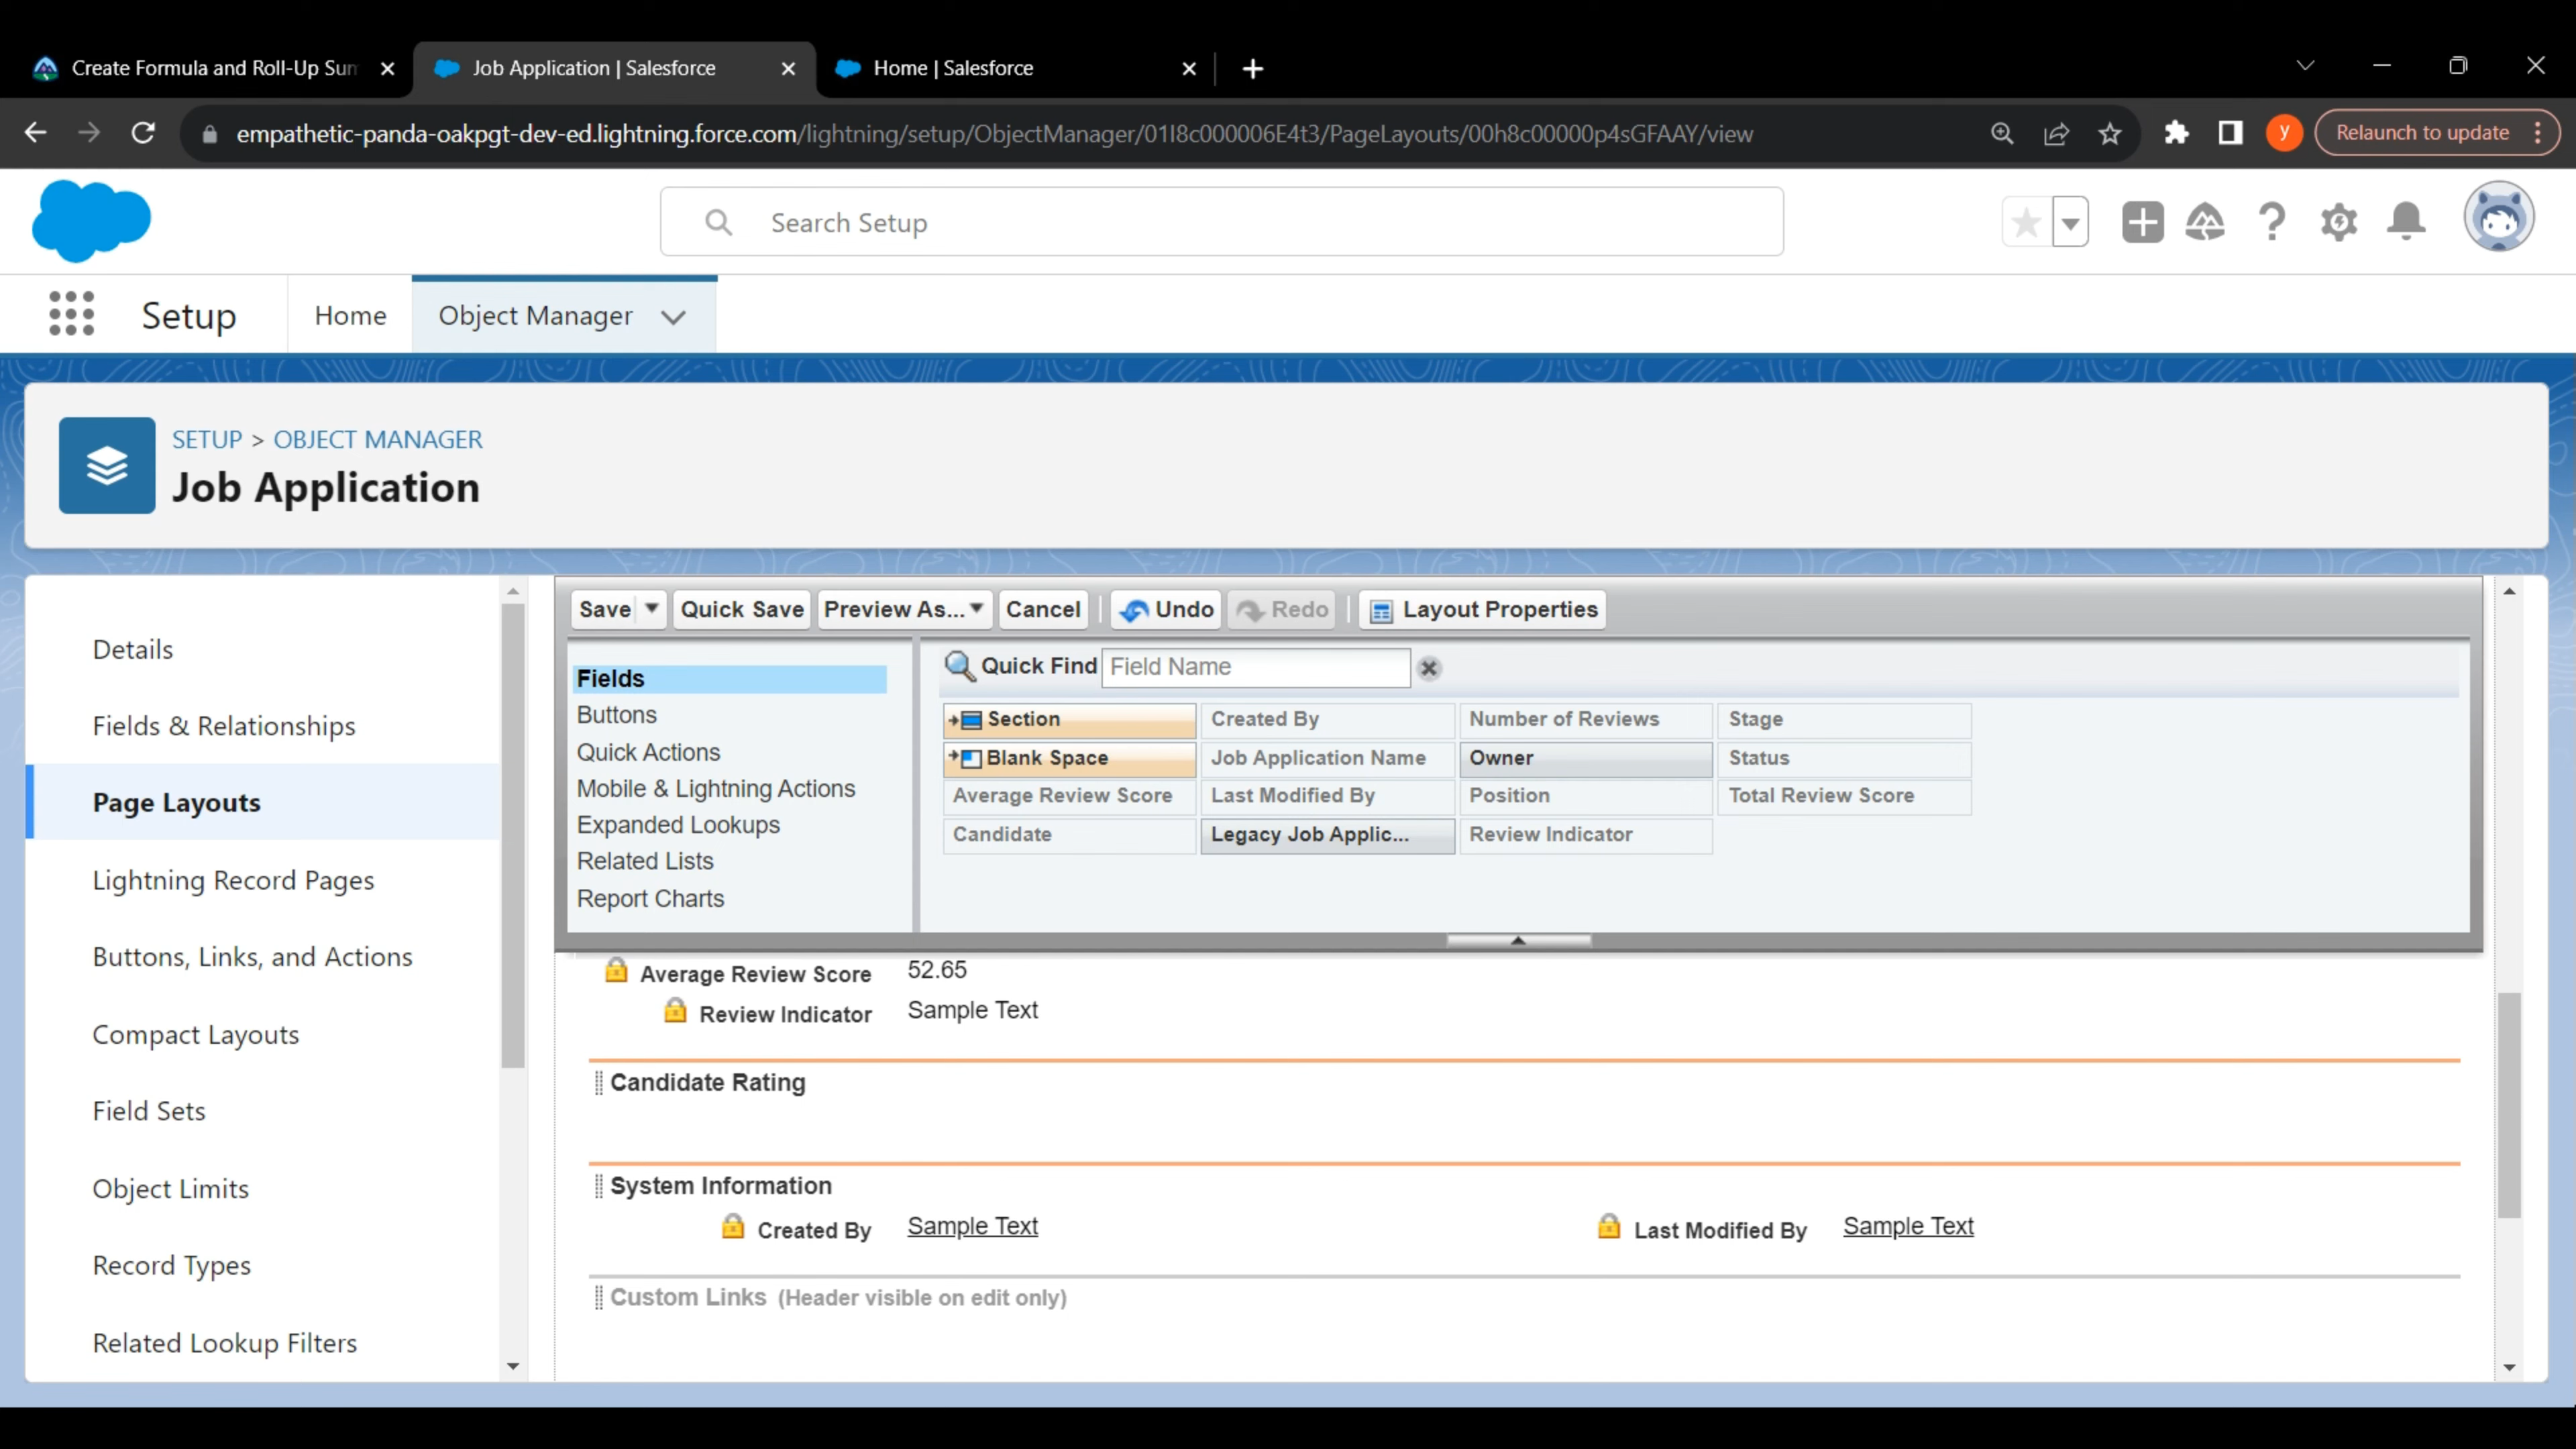 Create Formula and Roll-Up Sum
Job Application | Salesforce
Home | Salesforce
empathetic-panda-oakpgt-dev-ed.lightning.force.com/lightning/setup/ObjectManager/01I8c000006E4t3/PageLayouts/00h8c00000p4sGFAAY/view
y
Relaunch to update
Search Setup
Setup
Home
Object Manager
SETUP > OBJECT MANAGER
Job Application
Details
Fields & Relationships
Page Layouts
Lightning Record Pages
Buttons, Links, and Actions
Compact Layouts
Field Sets
Object Limits
Record Types
Related Lookup Filters
Save
Quick Save
Preview As...
Cancel
Undo
Redo
Layout Properties
Fields
Buttons
Quick Actions
Mobile & Lightning Actions
Expanded Lookups
Related Lists
Report Charts
Quick Find Field Name
Section Created By Number of Reviews Stage
Blank Space Job Application Name Owner Status
Average Review Score Last Modified By Position Total Review Score
Candidate Legacy Job Applic... Review Indicator
Average Review Score 52.65
Review Indicator Sample Text
Candidate Rating
System Information
Created By Sample Text Last Modified By Sample Text
Custom Links (Header visible on edit only)